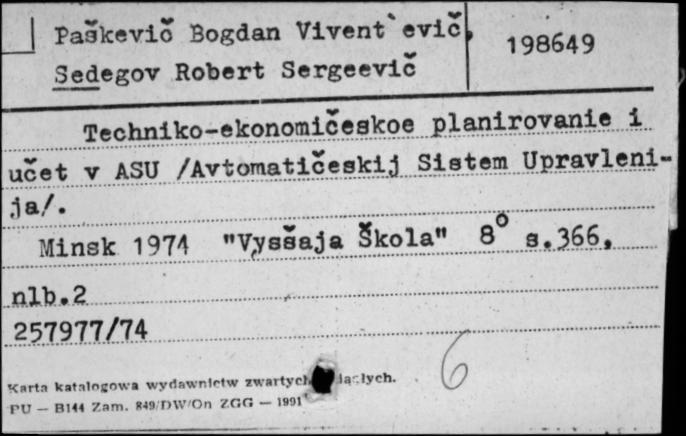 Paškevič Bogdan Vivent`evič,
198649
Sedegov Robert Sergeevič
Techniko-ekonomičeskoe planirovanie i
učet v ASU /Avtomatičeskij Sistem Upravleni-
ja/.
Minsk 1974 "Vysšaja Škola" 8° s.366,
nlb.2
257977/74
6
Karta katalogowa wydawnictw zwartych
PU — B144 Zam. 849/DW/On ZGG — 1991